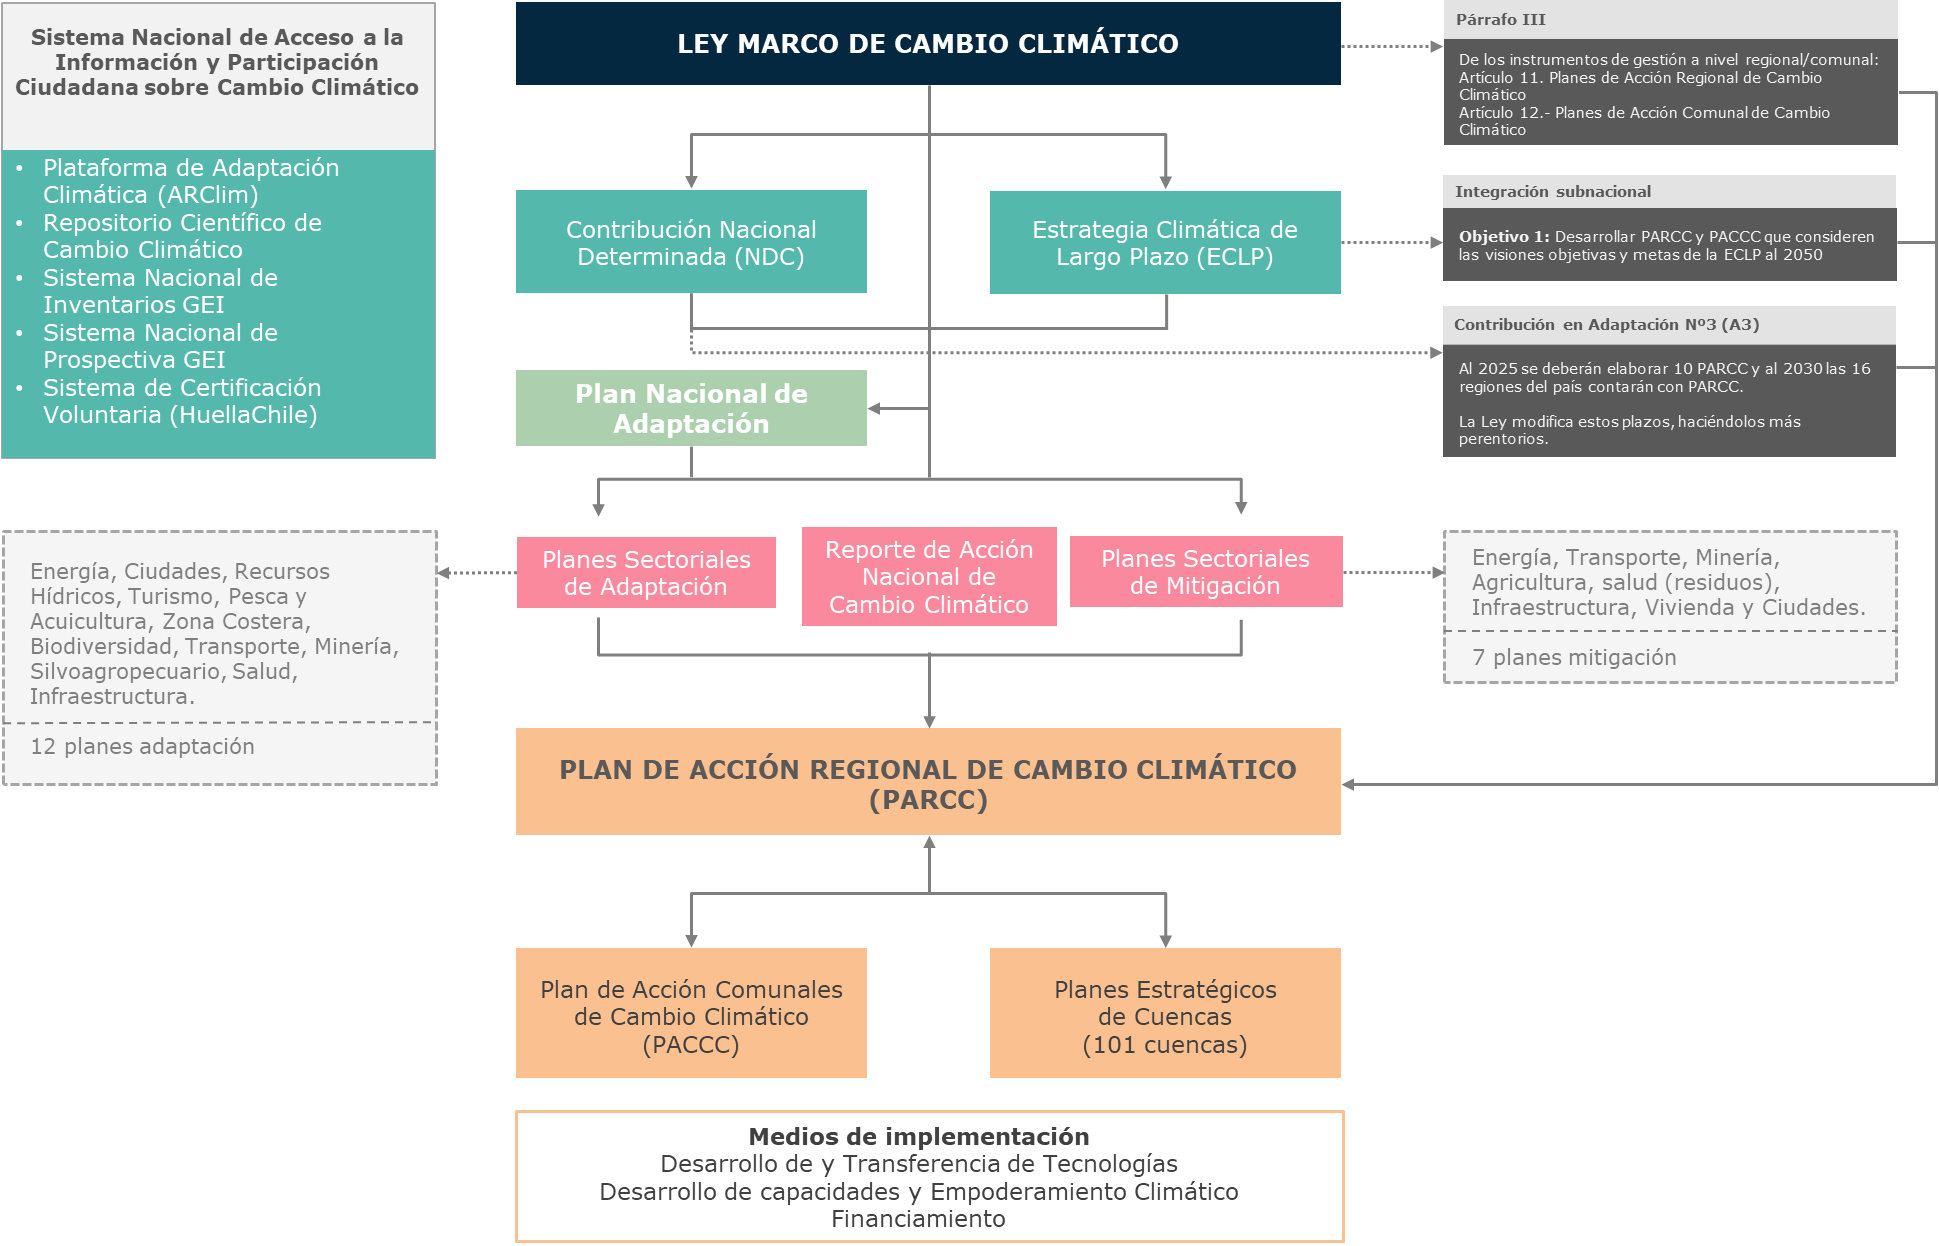 Sistema Nacional de Acceso a la
Información y Participación
Ciudadana sobre Cambio Climático
• Plataforma de Adaptación
Climática (ARClim)
• Repositorio Científico de
Cambio Climático
• Sistema Nacional de
Inventarios GEI
• Sistema Nacional de
Prospectiva GEI
• Sistema de Certificación
Voluntaria (HuellaChile)
LEY MARCO DE CAMBIO CLIMÁTICO
Párrafo III
De los instrumentos de gestión a nivel regional/comunal:
Artículo 11. Planes de Acción Regional de Cambio
Climático
Artículo 12.- Planes de Acción Comunal de Cambio
Climático
Contribución Nacional
Determinada (NDC)
Estrategia Climática de
Largo Plazo (ECLP)
Integración subnacional
Objetivo 1: Desarrollar PARCC y PACCC que consideren
las visiones objetivas y metas de la ECLP al 2050
Contribución en Adaptación Nº3 (A3)
Al 2025 se deberán elaborar 10 PARCC y al 2030 las 16
regiones del país contarán con PARCC.
La Ley modifica estos plazos, haciéndolos más
perentorios.
Plan Nacional de
Adaptación
Energía, Ciudades, Recursos
Hídricos, Turismo, Pesca y
Acuicultura, Zona Costera,
Biodiversidad, Transporte, Minería,
Silvoagropecuario, Salud,
Infraestructura.
12 planes adaptación
Planes Sectoriales
de Adaptación
Reporte de Acción
Nacional de
Cambio Climático
Planes Sectoriales
de Mitigación
Energía, Transporte, Minería,
Agricultura, salud (residuos),
Infraestructura, Vivienda y Ciudades.
7 planes mitigación
PLAN DE ACCIÓN REGIONAL DE CAMBIO CLIMÁTICO
(PARCC)
Plan de Acción Comunales
de Cambio Climático
(PACCC)
Planes Estratégicos
de Cuencas
(101 cuencas)
Medios de implementación
Desarrollo de y Transferencia de Tecnologías
Desarrollo de capacidades y Empoderamiento Climático
Financiamiento